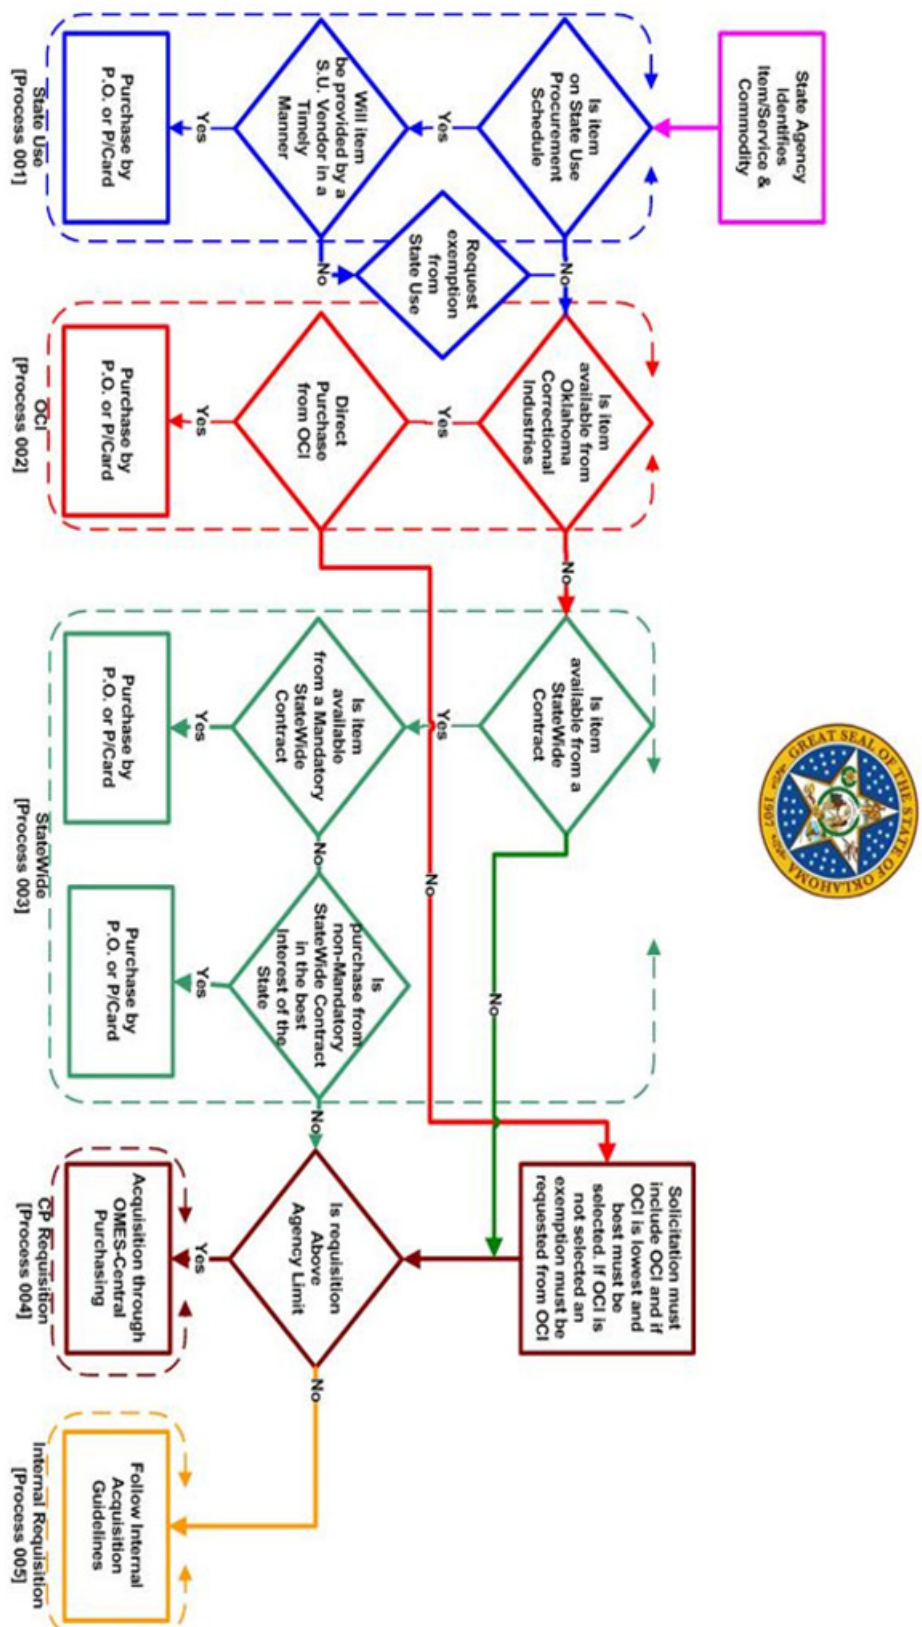 State Agency
Identifies
Item/Service &
Commodity
Is item
on State Use
Procurement
Schedule
Yes
No
Will item
be provided by a
S.U. Vendor in a
Timely
Manner
Yes
No
Purchase by
P.O. or P/Card
State Use
[Process 001]
Request
exemption
from
State Use
Is item
available from
Oklahoma
Correctional
Industries
Yes
No
Direct
Purchase
from OCI
Yes
No
Purchase by
P.O. or P/Card
OCI
[Process 002]
Is item
available from a
StateWide
Contract
Yes
No
Is item
available
from a Mandatory
StateWide
Contract
Yes
No
Purchase by
P.O. or P/Card
Is
purchase from
non-Mandatory
StateWide Contract
in the best
Interest of the
State
Yes
No
Purchase by
P.O. or P/Card
StateWide
[Process 003]
GREAT SEAL OF THE STATE OF OKLAHOMA
1907
Solicitation must
include OCI and if
OCI is lowest and
best must be
selected. If OCI is
not selected an
exemption must be
requested from OCI
Is requisition
Above
Agency Limit
Yes
No
Acquisition through
OMES-Central
Purchasing
CP Requisition
[Process 004]
Follow Internal
Acquisition
Guidelines
Internal Requisition
[Process 005]